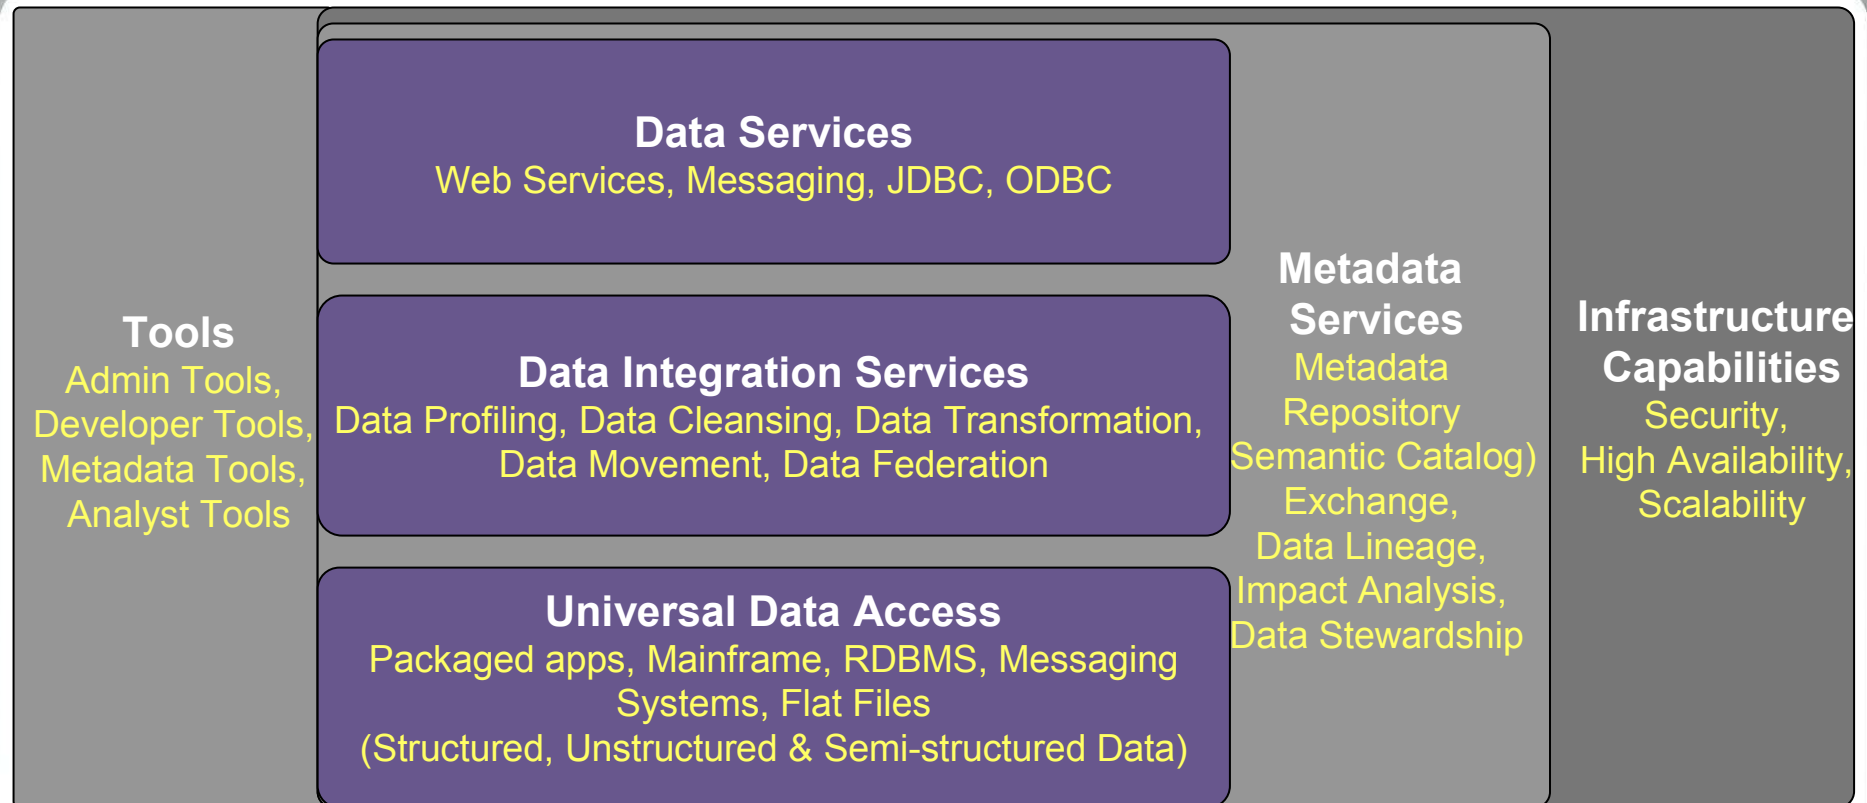 Tools
Admin Tools,
Developer Tools,
Metadata Tools,
Analyst Tools
Data Services
Web Services, Messaging, JDBC, ODBC
Data Integration Services
Data Profiling, Data Cleansing, Data Transformation,
Data Movement, Data Federation
Universal Data Access
Packaged apps, Mainframe, RDBMS, Messaging
Systems, Flat Files
(Structured, Unstructured & Semi-structured Data)
Metadata
Services
Metadata
Repository
Semantic Catalog)
Exchange,
Data Lineage,
Impact Analysis,
Data Stewardship
Infrastructure
Capabilities
Security,
High Availability,
Scalability